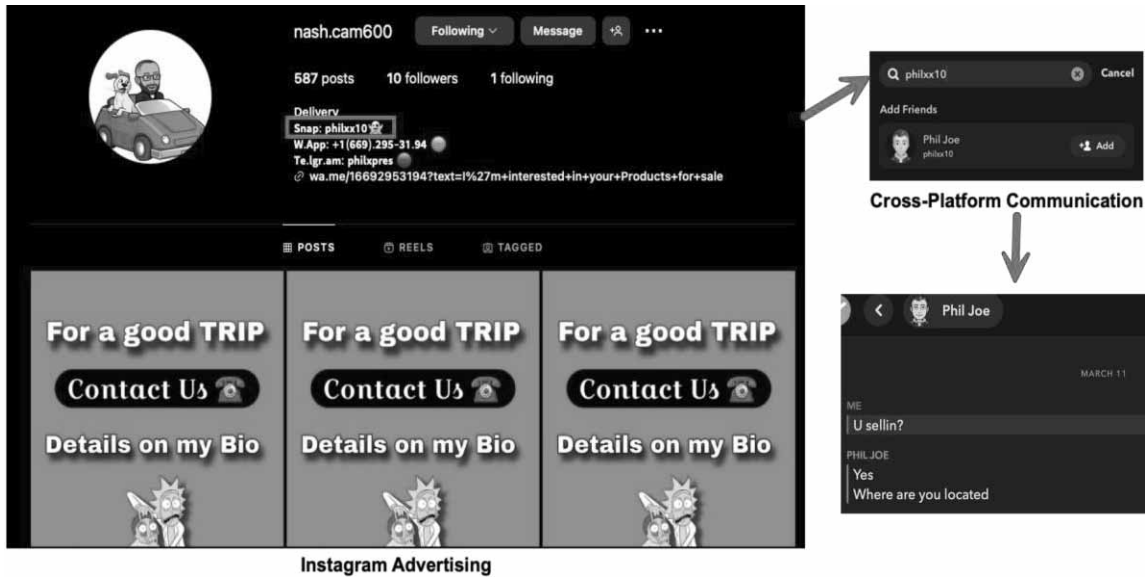 nash.cam600 Following Message
587 posts 10 followers 1 following
Delivery
Snap: philxx10
W.App: +1(669).295-31.94
Te.lgr.am: philxpres
wa.me/16692953194?text=I%27m+interested+in+your+Products+for+sale
POSTS REELS TAGGED
For a good TRIP
Contact Us
Details on my Bio
For a good TRIP
Contact Us
Details on my Bio
For a good TRIP
Contact Us
Details on my Bio
Instagram Advertising
philxx10 Cancel
Add Friends
Phil Joe
philxx10
Add
Cross-Platform Communication
Phil Joe
MARCH 11
ME
U sellin?
PHIL JOE
Yes
Where are you located